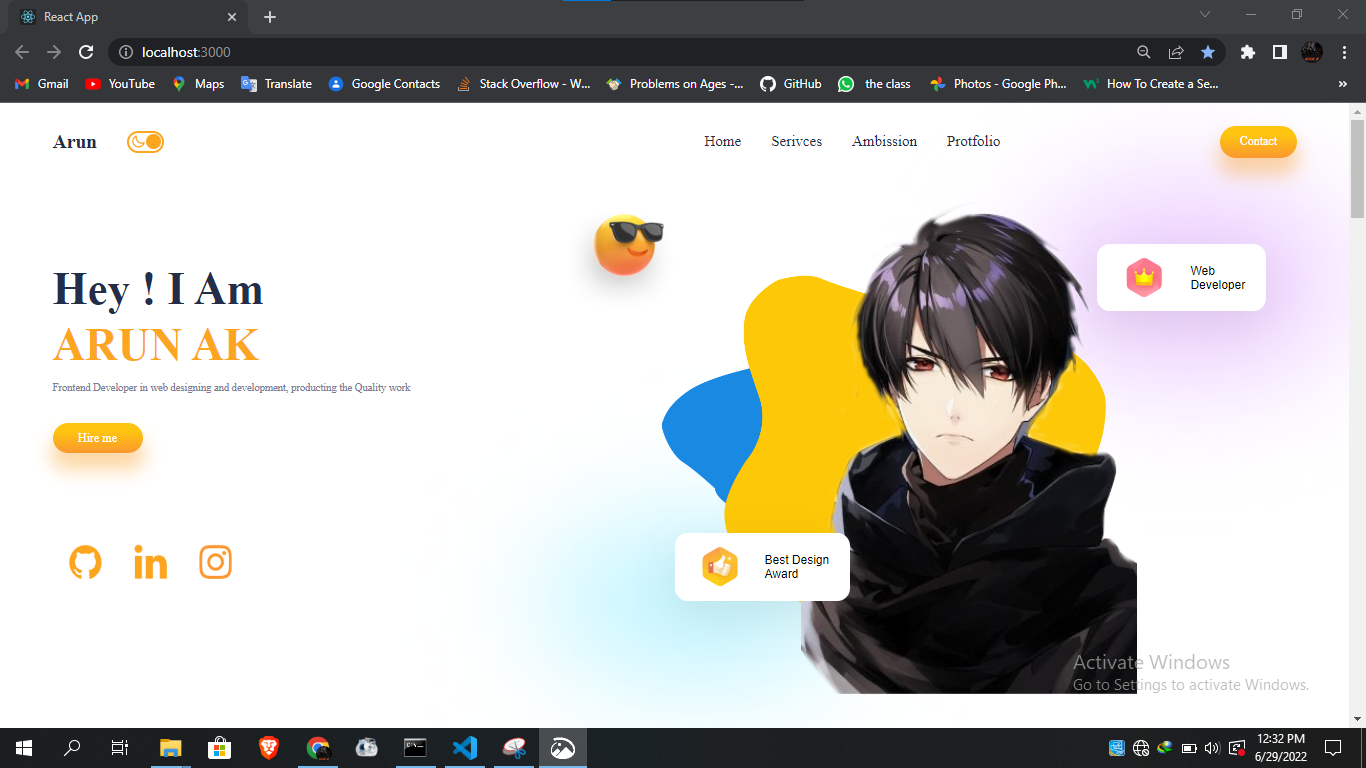 React App
localhost:3000
Gmail
YouTube
Maps
Translate
Google Contacts
Stack Overflow - W...
Problems on Ages -...
GitHub
the class
Photos - Google Ph...
How To Create a Se...
»
Arun
Home
Serivces
Ambission
Protfolio
Contact
Hey ! I Am
ARUN AK
Frontend Developer in web designing and development, producting the Quality work
Hire me
Web
Developer
Best Design
Award
Activate Windows
Go to Settings to activate Windows.
12:32 PM
6/29/2022